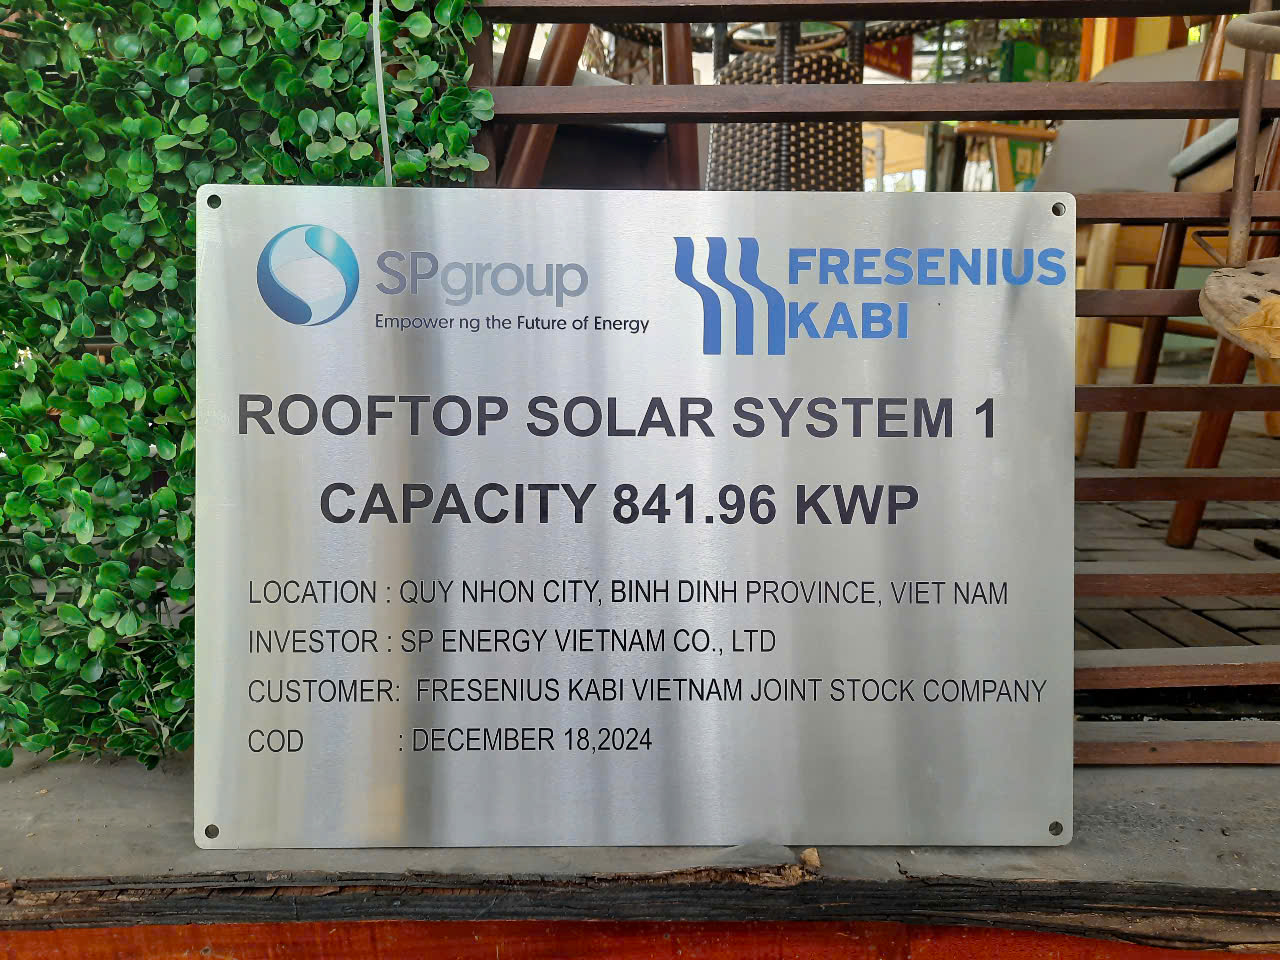 SPgroup
Empowering the Future of Energy
FRESENIUS
KABI
ROOFTOP SOLAR SYSTEM 1
CAPACITY 841.96 KWP
LOCATION : QUY NHON CITY, BINH DINH PROVINCE, VIET NAM
INVESTOR : SP ENERGY VIETNAM CO., LTD
CUSTOMER: FRESENIUS KABI VIETNAM JOINT STOCK COMPANY
COD : DECEMBER 18,2024